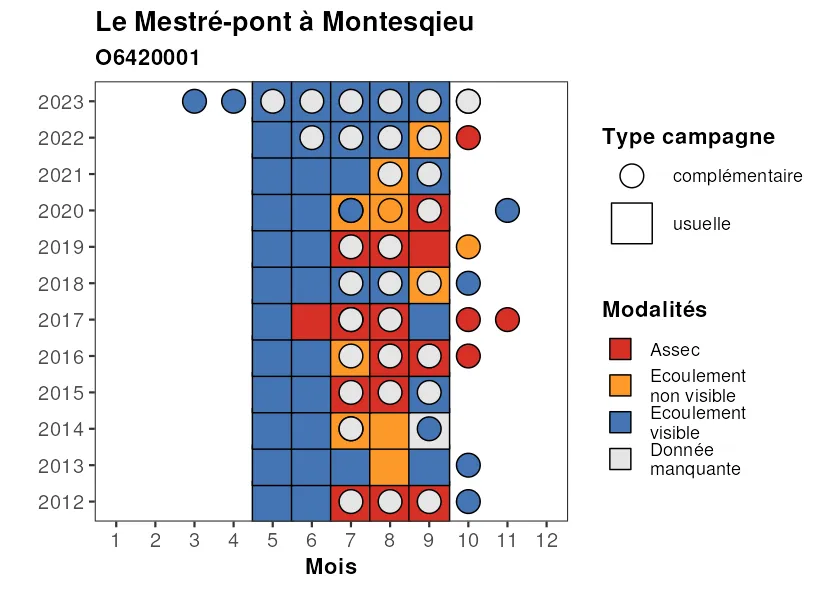 Le Mestré-pont à Montesqieu
O6420001
2023
2022
2021
2020
2019
2018
2017
2016
2015
2014
2013
2012
1 2 3 4 5 6 7 8 9 10 11 12
Mois
Type campagne
complémentaire
usuelle
Modalités
Assec
Ecoulement
non visible
Ecoulement
visible
Donnée
manquante